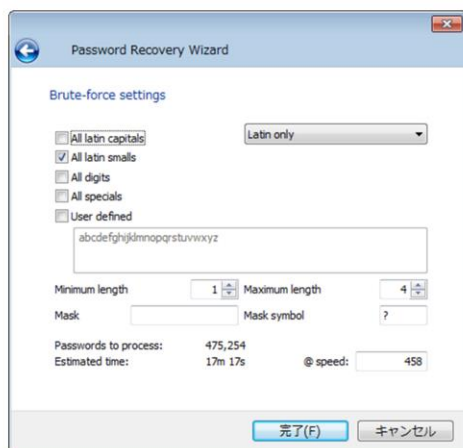 Password Recovery Wizard
Brute-force settings
All latin capitals
Latin only
All latin smalls
All digits
All specials
User defined
abcdefghijklmnopqrstuvwxyz
Minimum length 1 Maximum length 4
Mask Mask symbol ?
Passwords to process: 475,254
Estimated time: 17m 17s @ speed: 458
完了(F) キャンセル